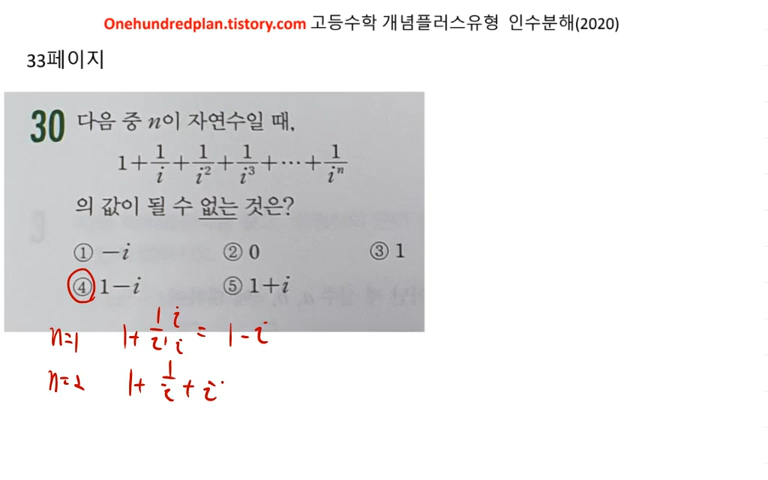 Onehundredplan.tistory.com 고등수학 개념플러스유형 인수분해(2020)
33페이지
30 다음 중 n이 자연수일 때,
1+1/i+1/i²+1/i³+⋯+1/iⁿ
의 값이 될 수 없는 것은?
① -i ② 0 ③ 1
④ 1-i ⑤ 1+i
n=1 1+1/i·i/i = 1-i
n=2 1+1/i+i